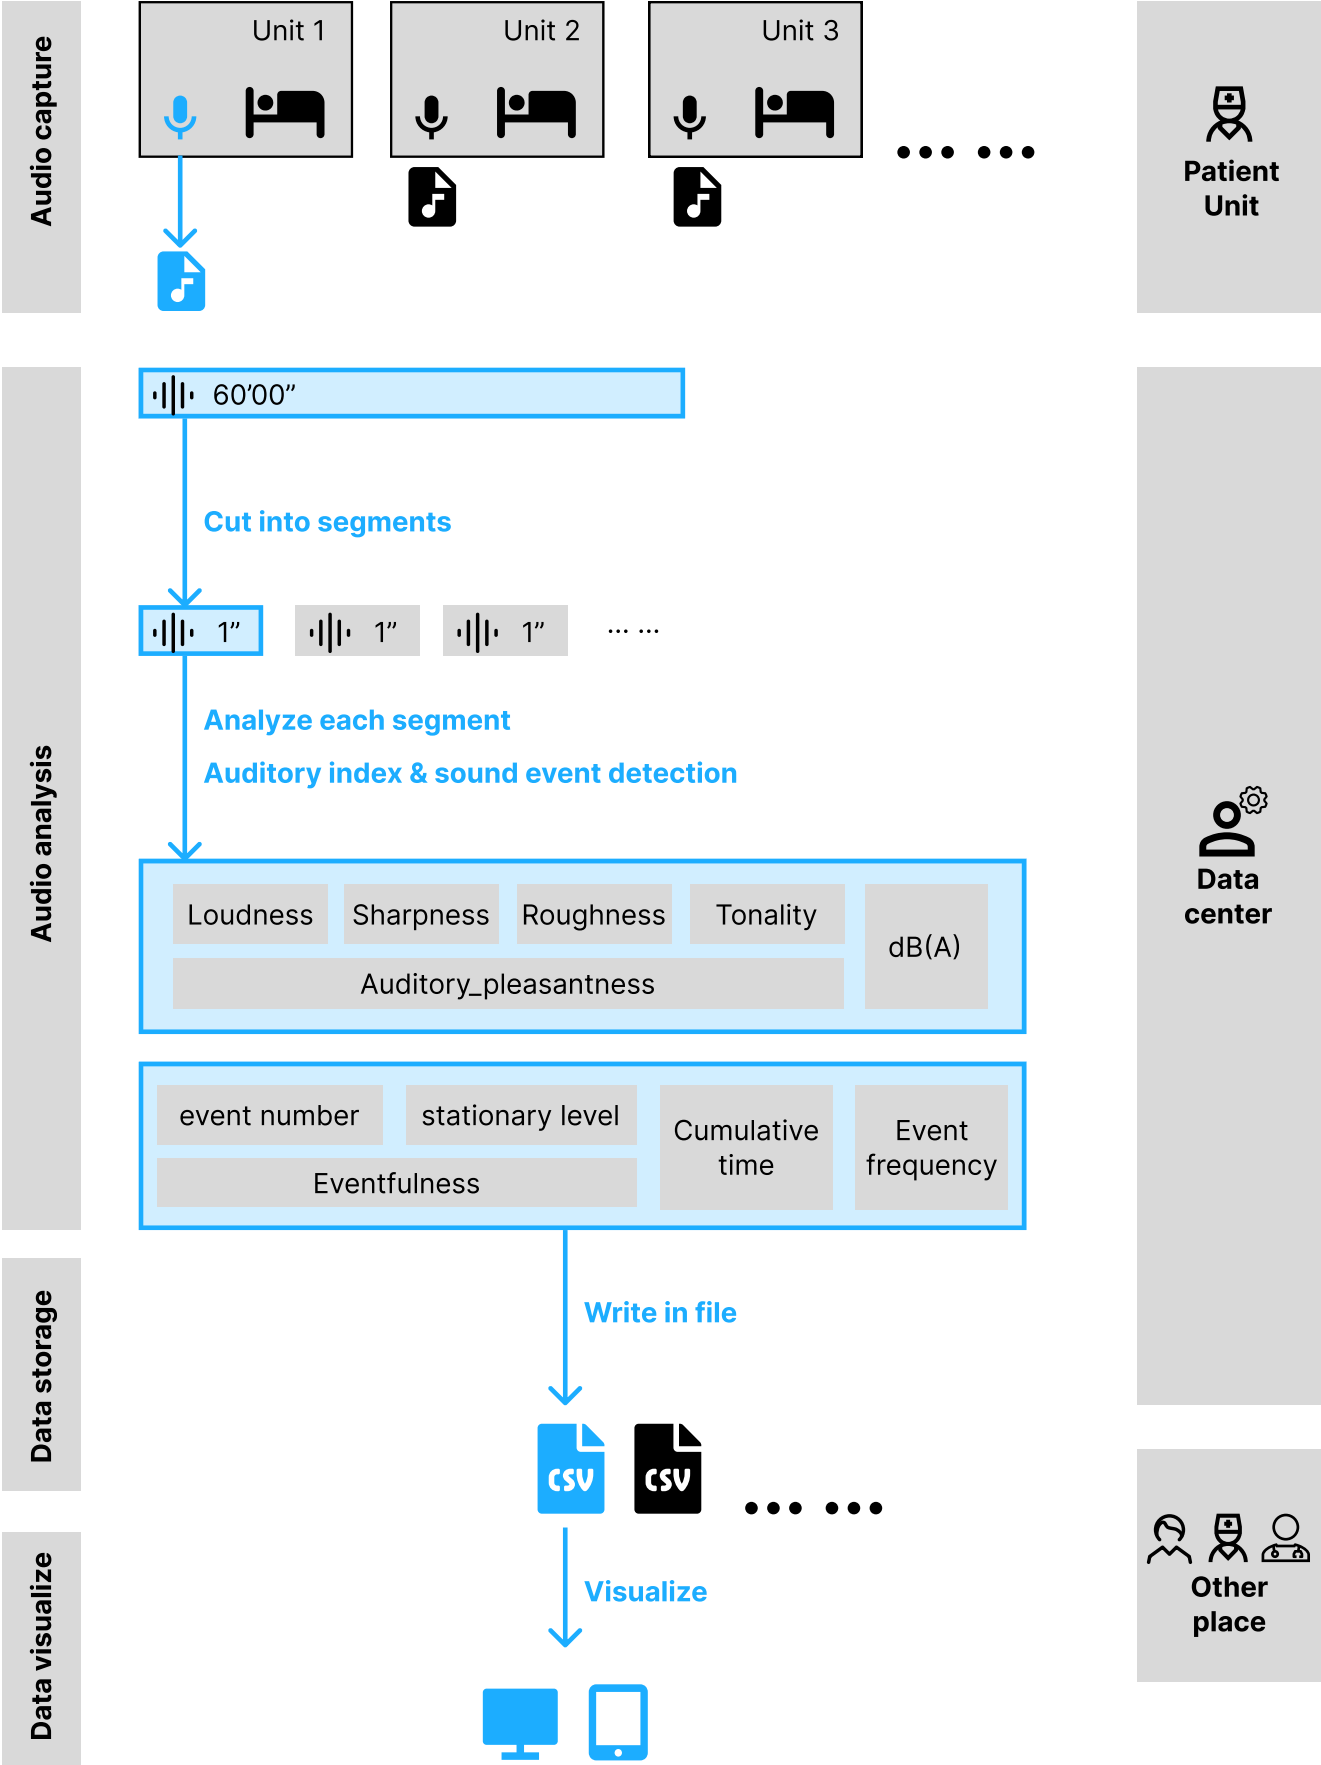 Audio capture
Unit 1
Unit 2
Unit 3
Patient
Unit
Audio analysis
60’00”
Cut into segments
1”
1”
1”
... ...
Analyze each segment
Auditory index & sound event detection
Loudness
Sharpness
Roughness
Tonality
dB(A)
Auditory_pleasantness
Data
center
event number
stationary level
Cumulative
time
Event
frequency
Eventfulness
Data storage
Write in file
CSV
CSV
Other
place
Data visualize
Visualize